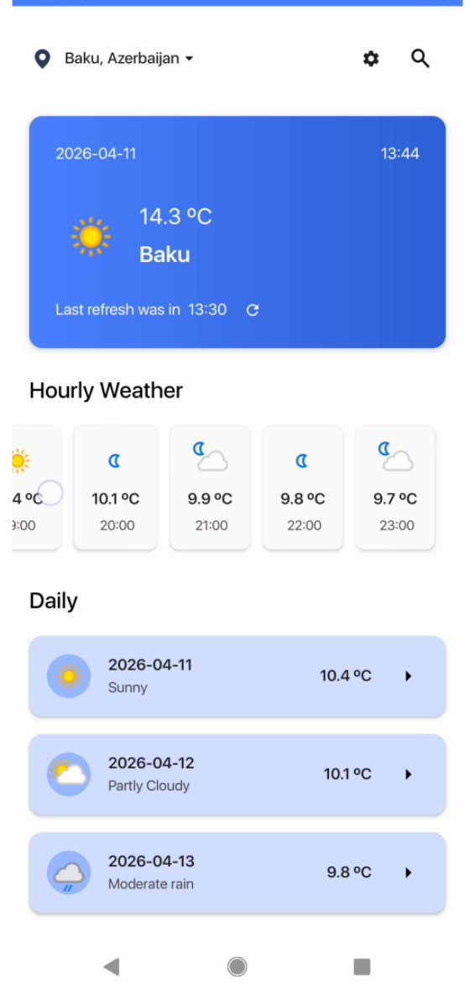 Baku, Azerbaijan
2026-04-11 13:44
14.3 ºC
Baku
Last refresh was in 13:30
Hourly Weather
4 ºC 10.1 ºC 9.9 ºC 9.8 ºC 9.7 ºC
:00 20:00 21:00 22:00 23:00
Daily
2026-04-11
Sunny
10.4 ºC
2026-04-12
Partly Cloudy
10.1 ºC
2026-04-13
Moderate rain
9.8 ºC